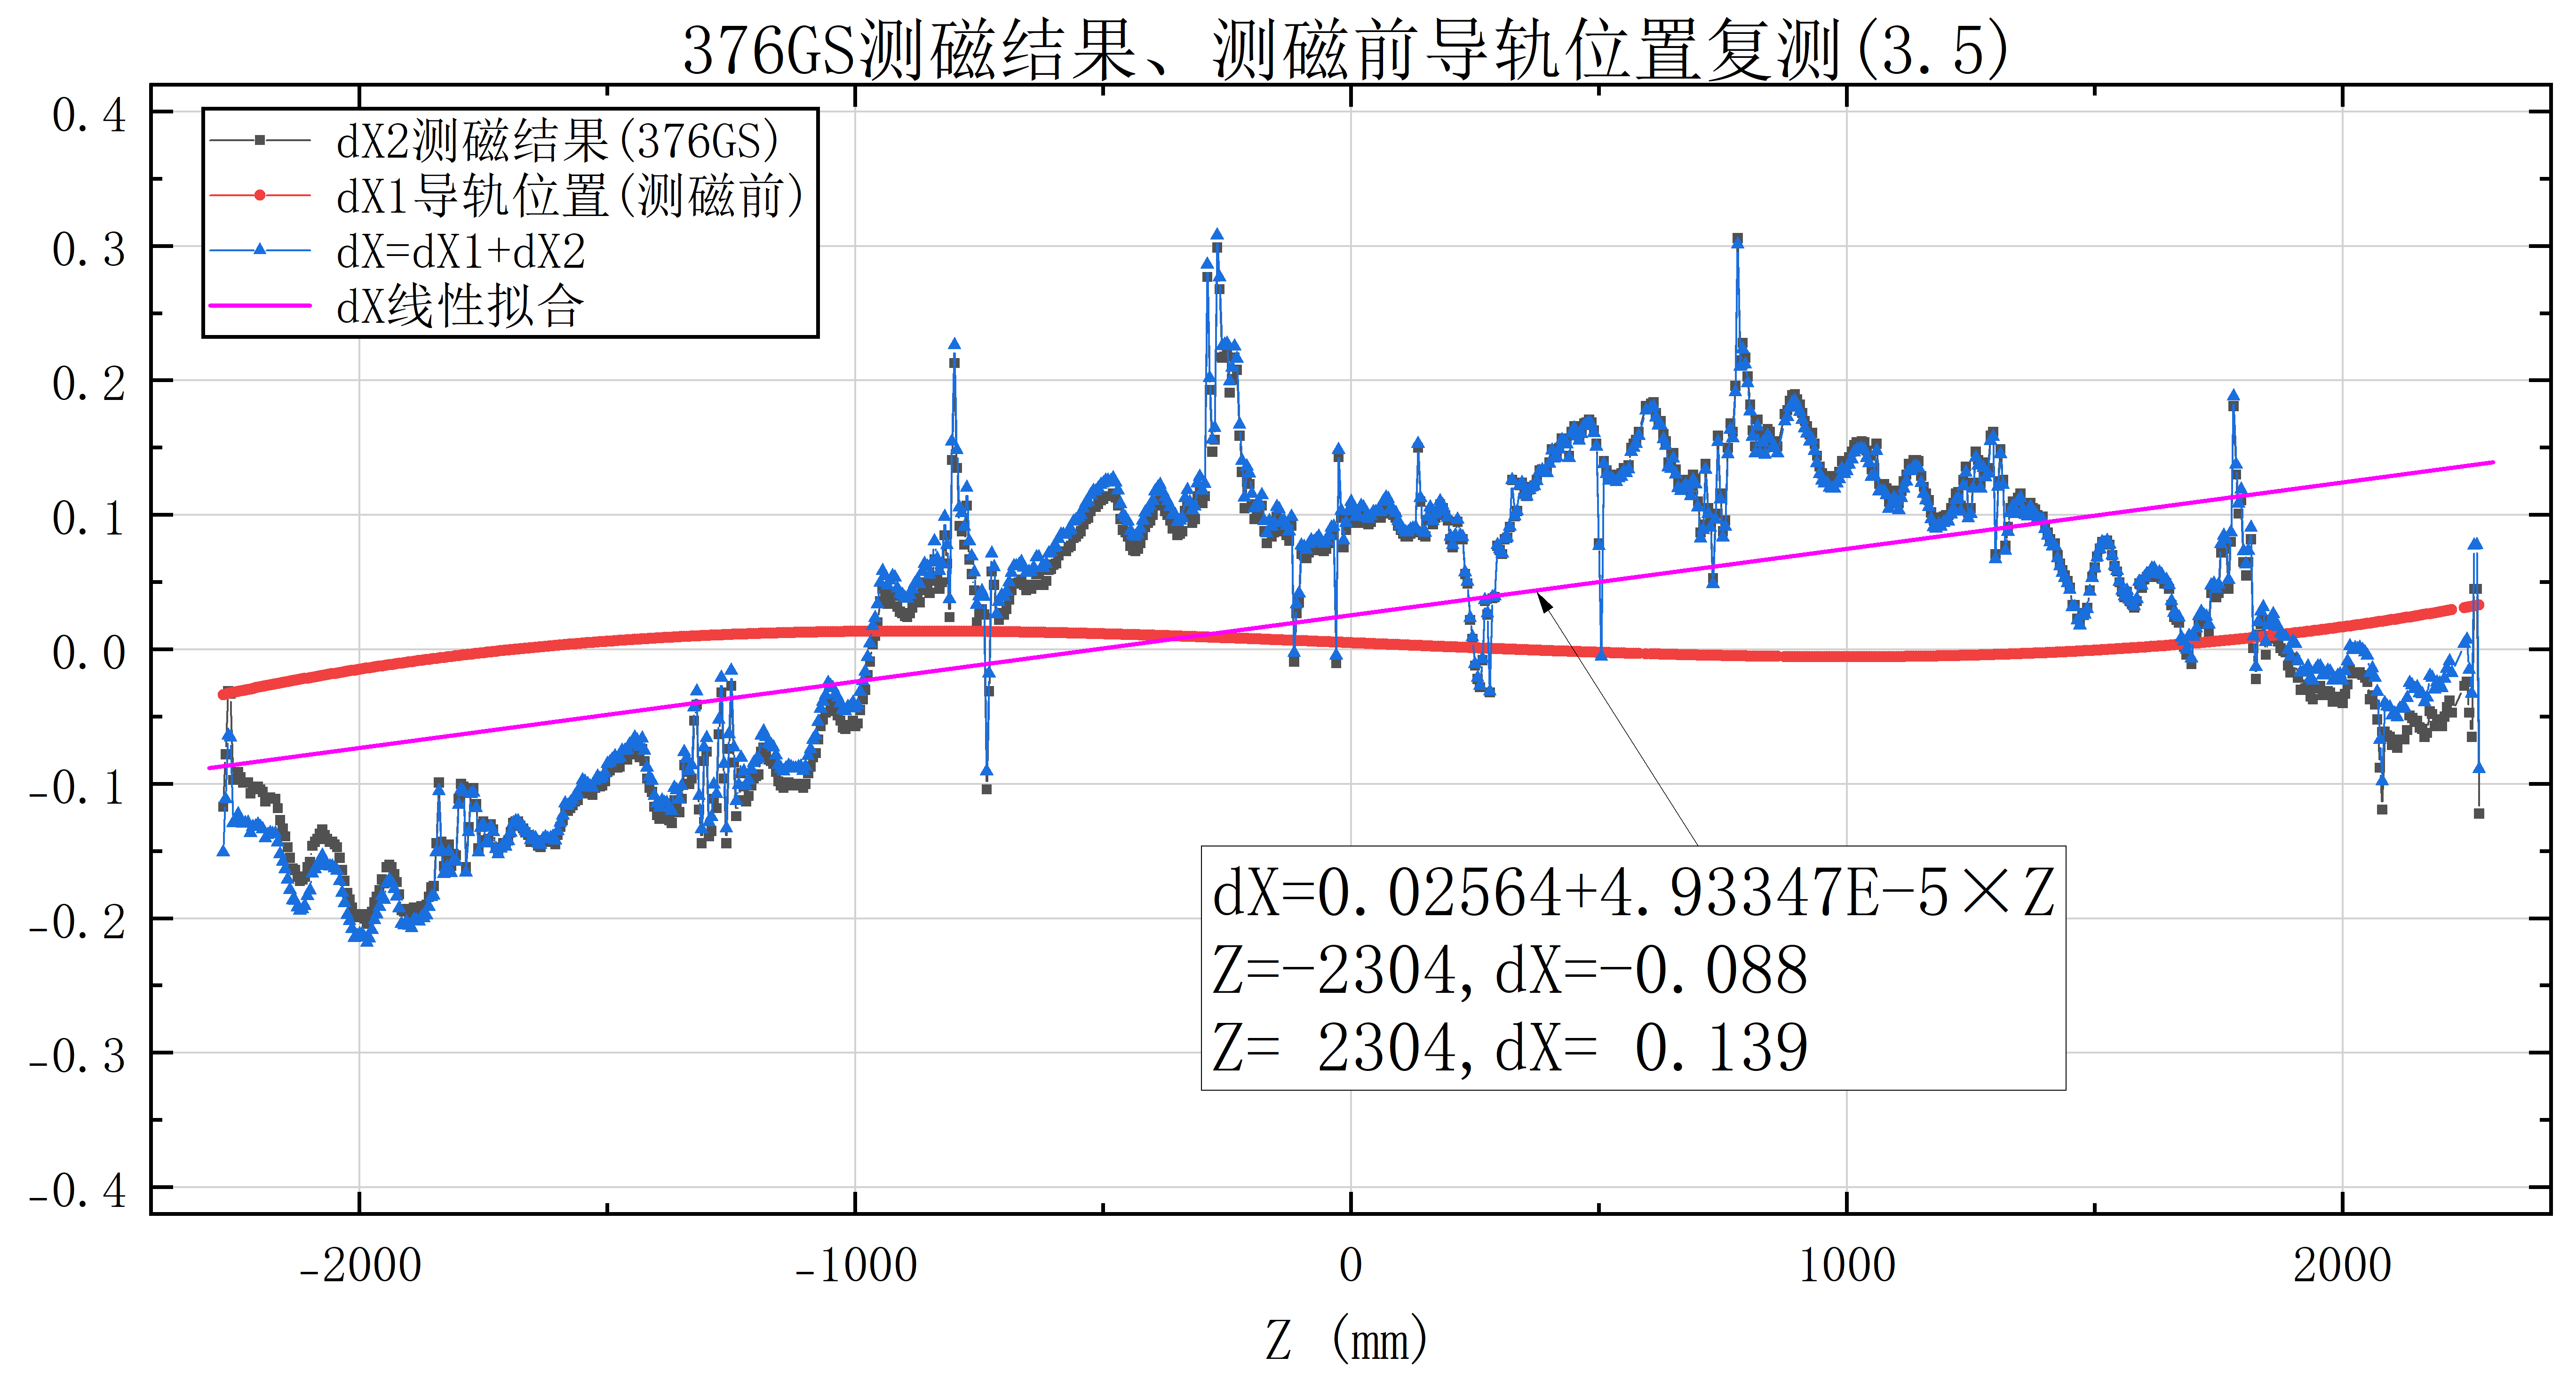 376GS测磁结果、测磁前导轨位置复测(3.5)
0.4
0.3
0.2
0.1
0.0
-0.1
-0.2
-0.3
-0.4
dX2测磁结果(376GS)
dX1导轨位置(测磁前)
dX=dX1+dX2
dX线性拟合
dX=0.02564+4.93347E-5×Z
Z=-2304,dX=-0.088
Z= 2304,dX= 0.139
-2000
-1000
0
1000
2000
Z (mm)